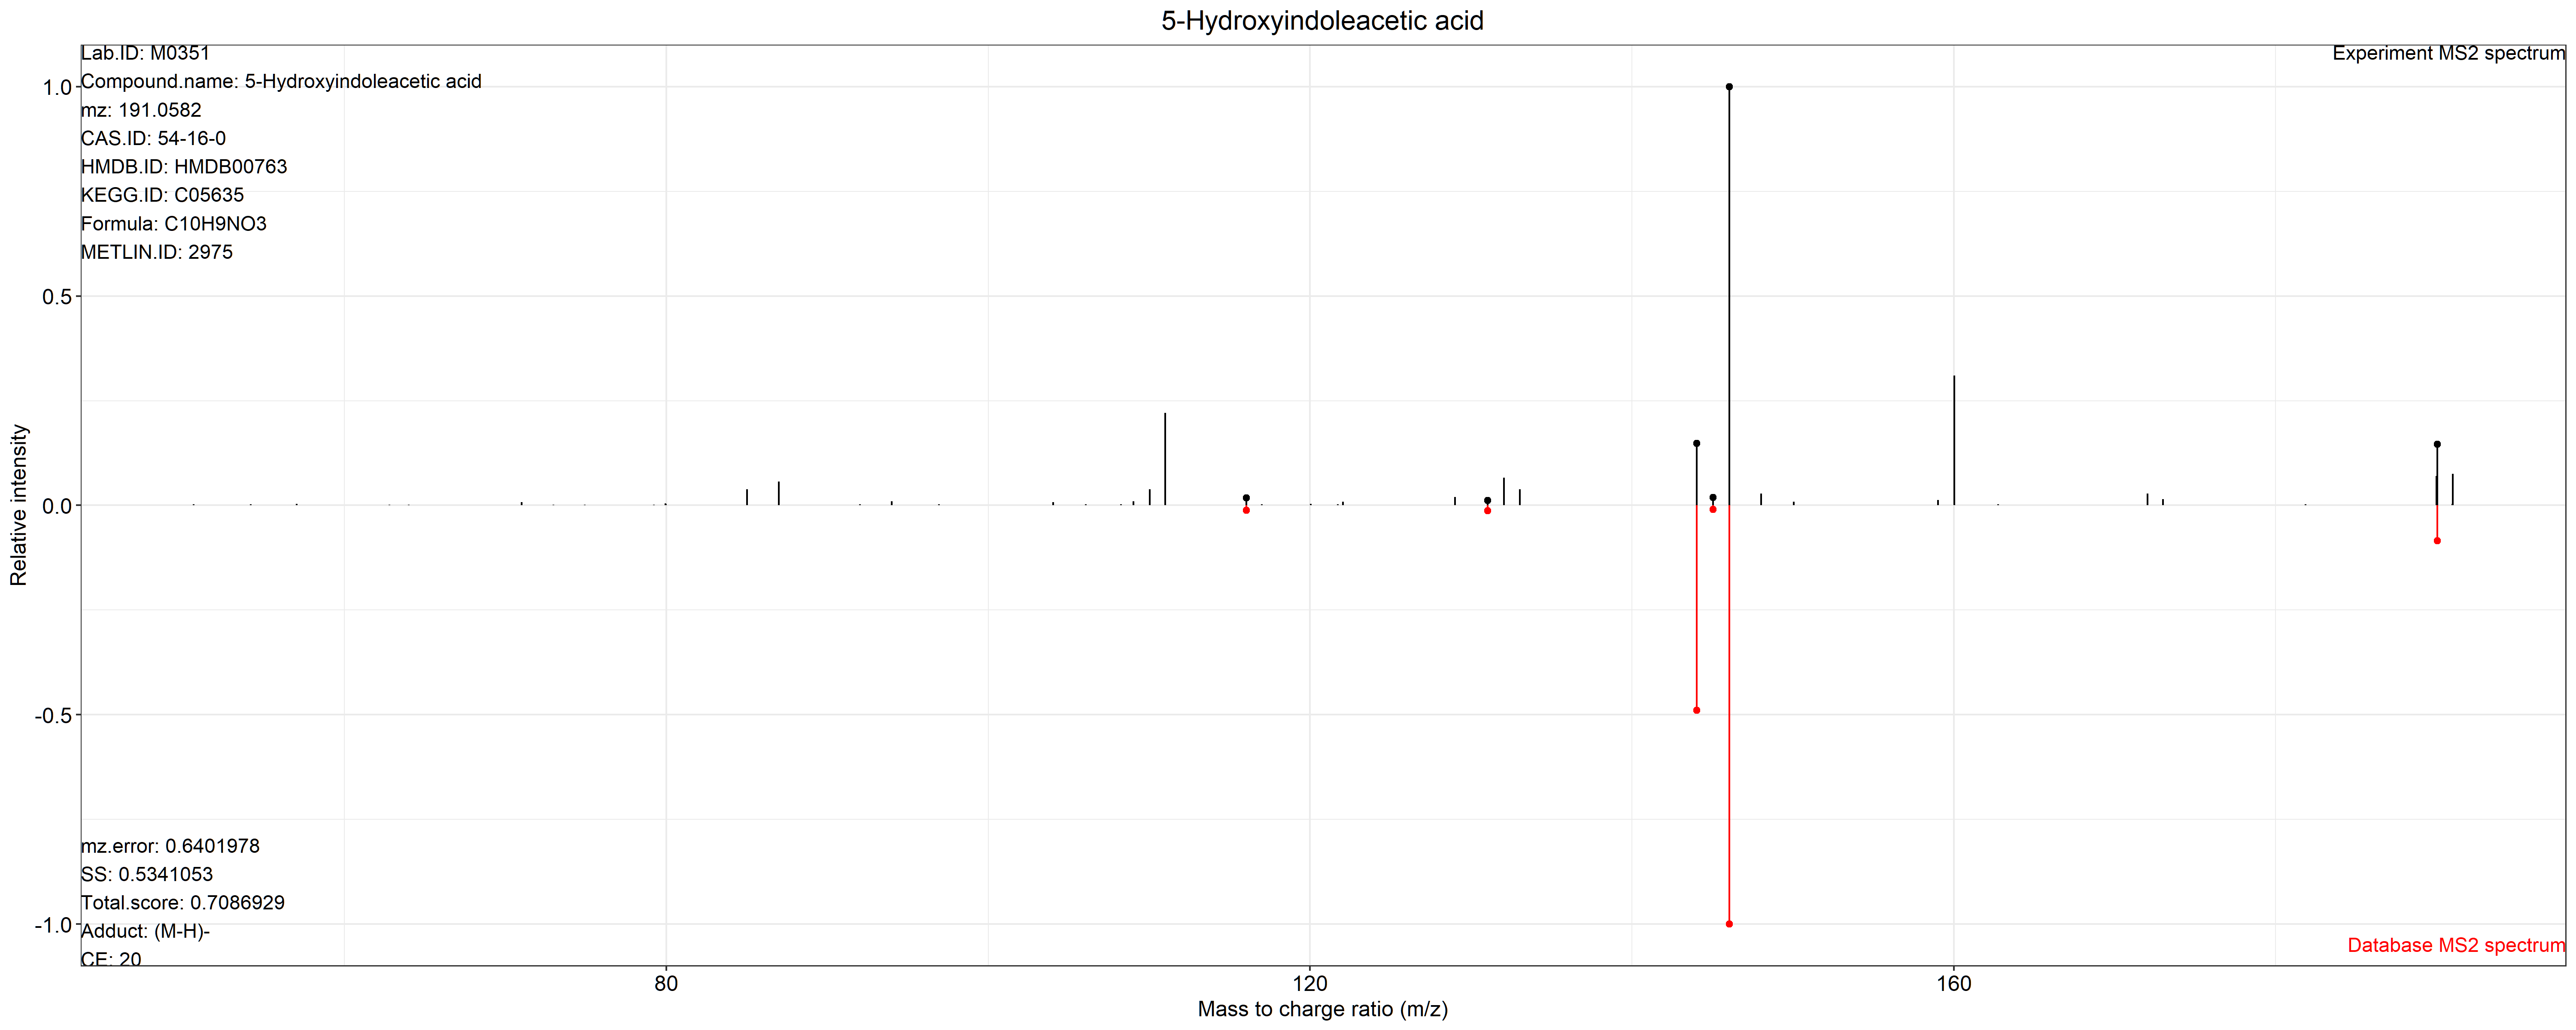 5-Hydroxyindoleacetic acid
Lab.ID: M0351
Experiment MS2 spectrum
Compound.name: 5-Hydroxyindoleacetic acid
mz: 191.0582
CAS.ID: 54-16-0
HMDB.ID: HMDB00763
KEGG.ID: C05635
Formula: C10H9NO3
METLIN.ID: 2975
1.0
0.5
0.0
-0.5
-1.0
Relative intensity
mz.error: 0.6401978
SS: 0.5341053
Total.score: 0.7086929
Adduct: (M-H)-
CE: 20
Database MS2 spectrum
80
120
160
Mass to charge ratio (m/z)